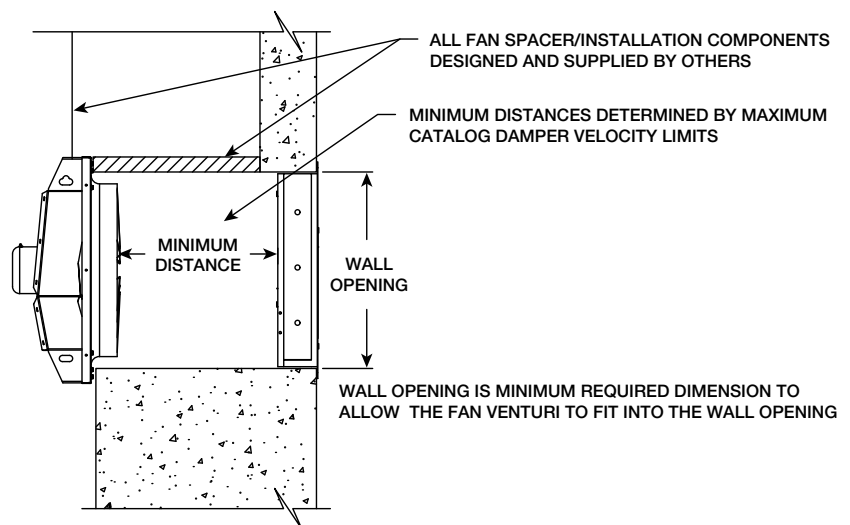 ALL FAN SPACER/INSTALLATION COMPONENTS
DESIGNED AND SUPPLIED BY OTHERS
MINIMUM DISTANCES DETERMINED BY MAXIMUM
CATALOG DAMPER VELOCITY LIMITS
MINIMUM
DISTANCE
WALL
OPENING
WALL OPENING IS MINIMUM REQUIRED DIMENSION TO
ALLOW THE FAN VENTURI TO FIT INTO THE WALL OPENING